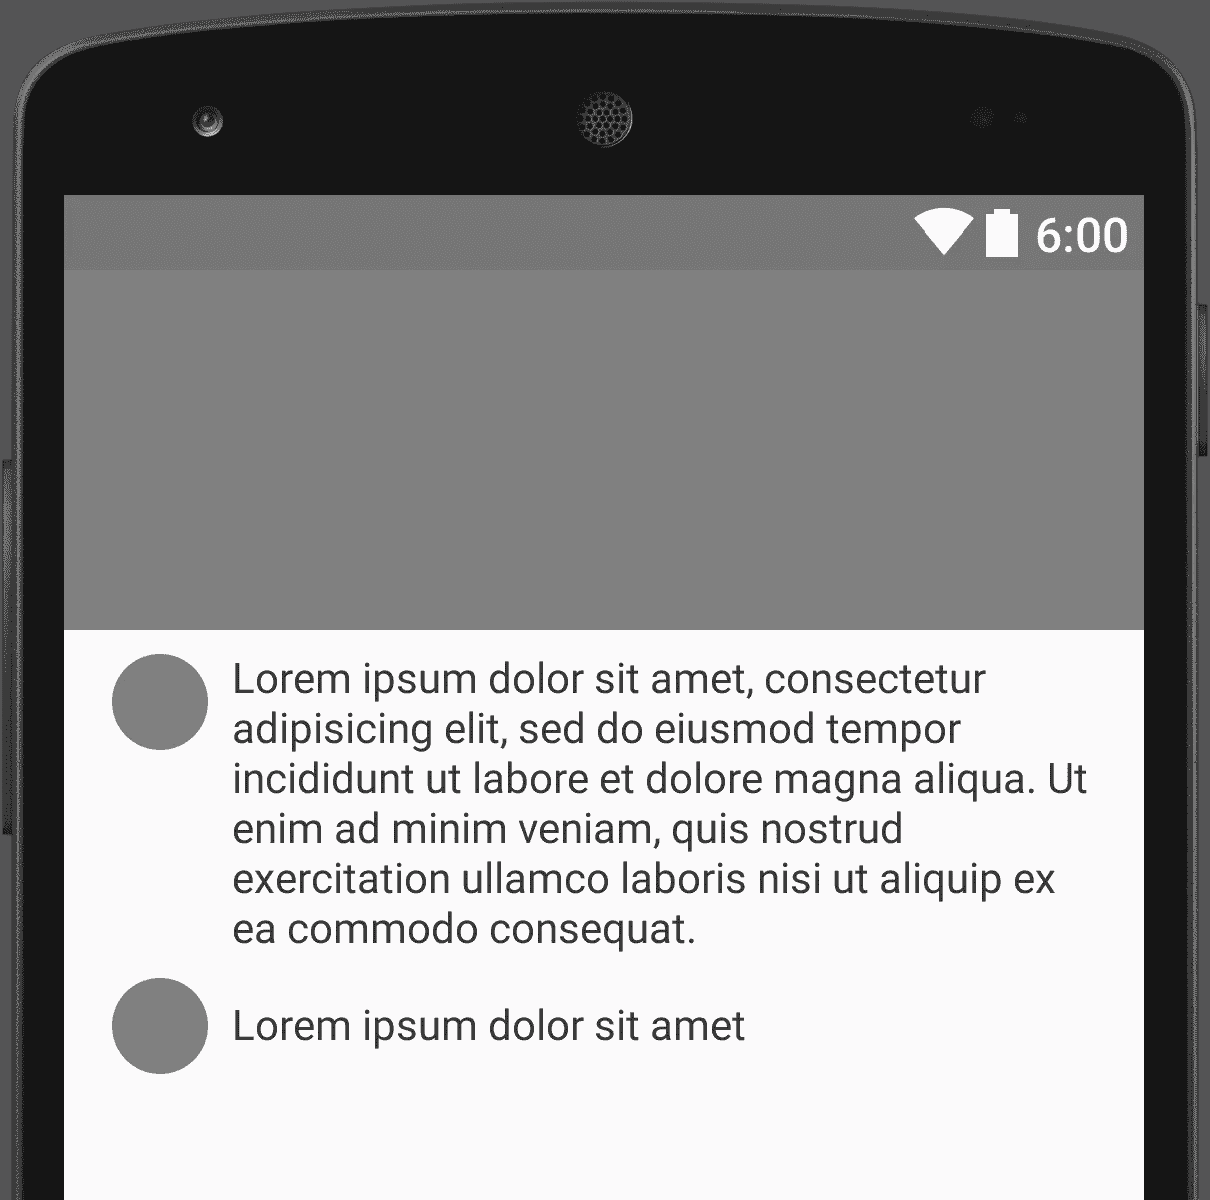 6:00
Lorem ipsum dolor sit amet, consectetur
adipisicing elit, sed do eiusmod tempor
incididunt ut labore et dolore magna aliqua. Ut
enim ad minim veniam, quis nostrud
exercitation ullamco laboris nisi ut aliquip ex
ea commodo consequat.
Lorem ipsum dolor sit amet